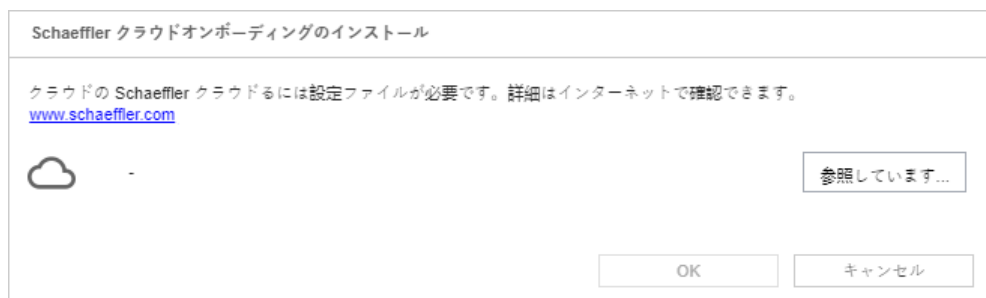 Schaeffler クラウドオンボーディングのインストール
クラウドの Schaeffler クラウドるには設定ファイルが必要です。詳細はインターネットで確認できます。
www.schaeffler.com
-
参照しています...
OK
キャンセル